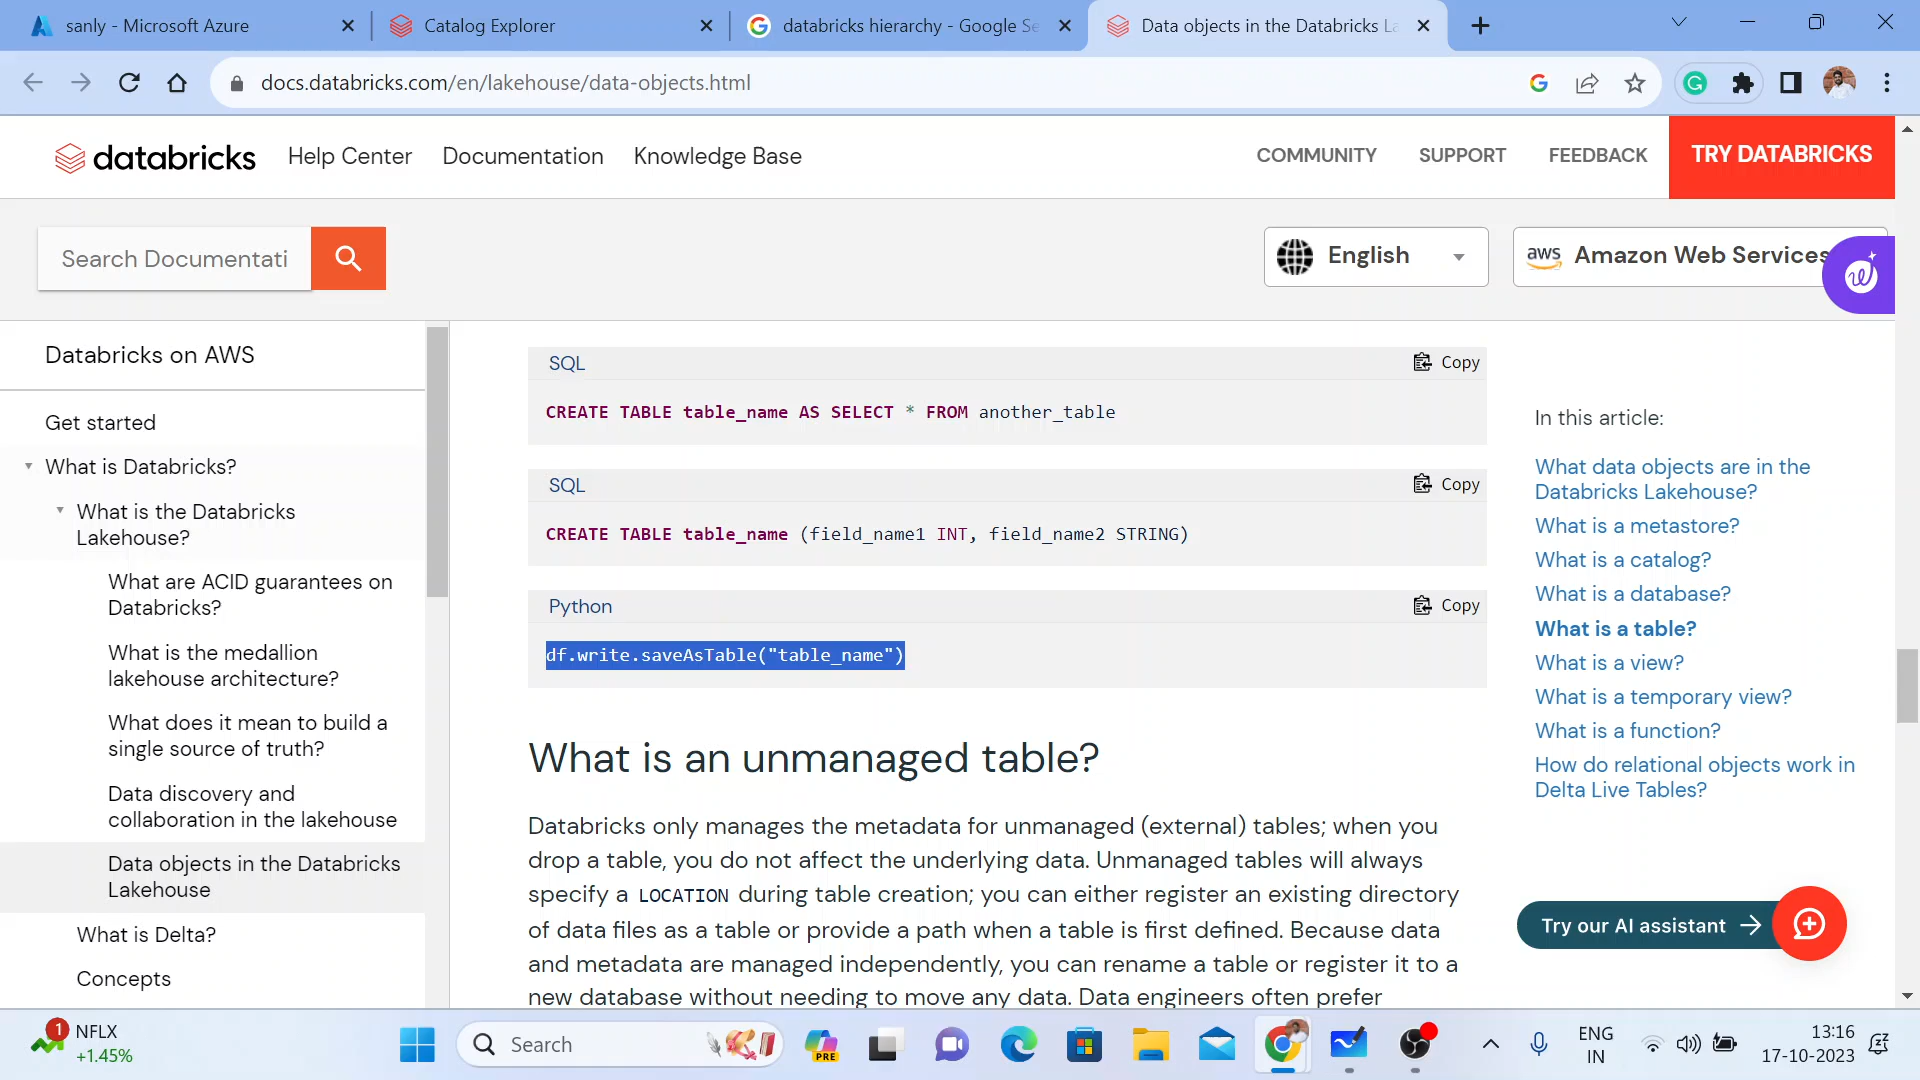 sanly - Microsoft Azure
Catalog Explorer
databricks hierarchy - Google Se
Data objects in the Databricks La
docs.databricks.com/en/lakehouse/data-objects.html
databricks Help Center Documentation Knowledge Base
COMMUNITY SUPPORT FEEDBACK TRY DATABRICKS
Search Documentati
English
aws Amazon Web Services
Databricks on AWS
Get started
What is Databricks?
What is the Databricks
Lakehouse?
What are ACID guarantees on
Databricks?
What is the medallion
lakehouse architecture?
What does it mean to build a
single source of truth?
Data discovery and
collaboration in the lakehouse
Data objects in the Databricks
Lakehouse
What is Delta?
Concepts
SQL Copy
CREATE TABLE table_name AS SELECT * FROM another_table
SQL Copy
CREATE TABLE table_name (field_name1 INT, field_name2 STRING)
Python Copy
df.write.saveAsTable("table_name")
What is an unmanaged table?
Databricks only manages the metadata for unmanaged (external) tables; when you
drop a table, you do not affect the underlying data. Unmanaged tables will always
specify a LOCATION during table creation; you can either register an existing directory
of data files as a table or provide a path when a table is first defined. Because data
and metadata are managed independently, you can rename a table or register it to a
new database without needing to move any data. Data engineers often prefer
In this article:
What data objects are in the
Databricks Lakehouse?
What is a metastore?
What is a catalog?
What is a database?
What is a table?
What is a view?
What is a temporary view?
What is a function?
How do relational objects work in
Delta Live Tables?
Try our AI assistant
1
NFLX
+1.45%
Search
PRE
ENG
IN
13:16
17-10-2023